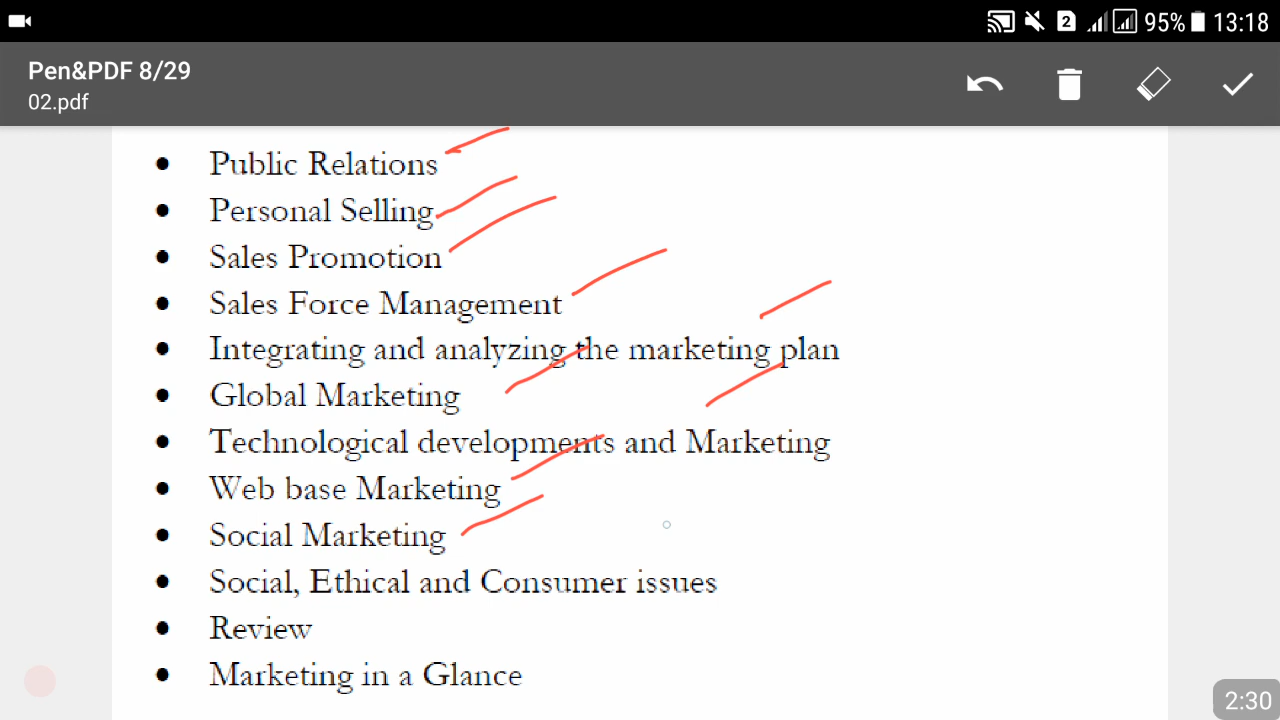 2 95% 13:18
Pen&PDF 8/29
02.pdf
• Public Relations
• Personal Selling
• Sales Promotion
• Sales Force Management
• Integrating and analyzing the marketing plan
• Global Marketing
• Technological developments and Marketing
• Web base Marketing
• Social Marketing
• Social, Ethical and Consumer issues
• Review
• Marketing in a Glance
2:30